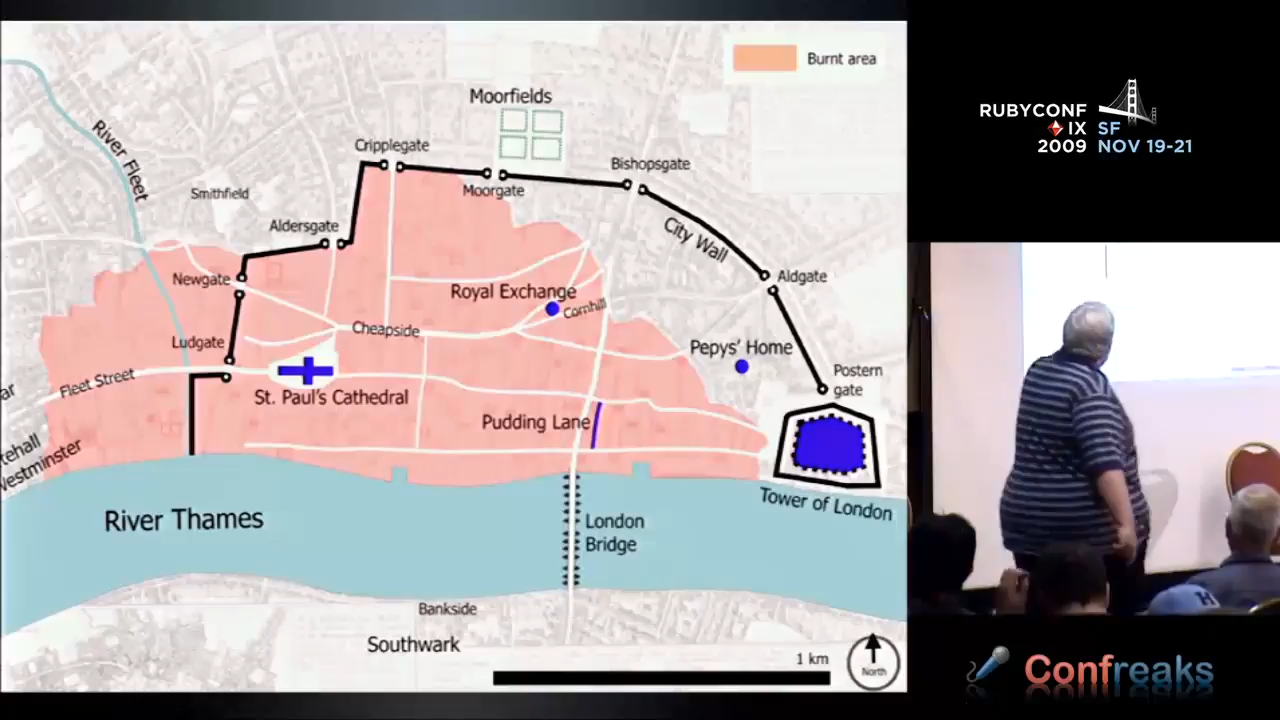 Burnt area
Moorfields
Cripplegate
Bishopsgate
River Fleet
Smithfield
Moorgate
Aldersgate
City Wall
Newgate
Aldgate
Royal Exchange
Cornhill
Cheapside
Ludgate
Pepys' Home
Fleet Street
Postern
gate
St. Paul's Cathedral
Pudding Lane
Westminster
Tower of London
River Thames
London
Bridge
Bankside
Southwark
1 km
North
RUBYCONF
IX SF
2009 NOV 19-21
Confreaks